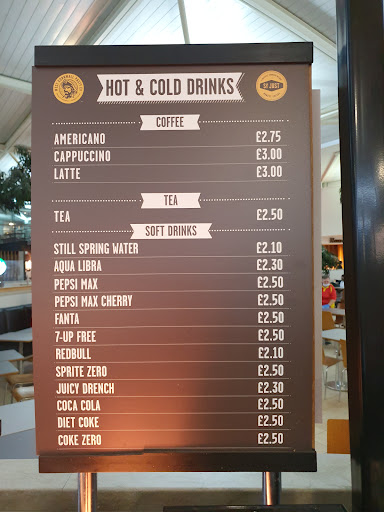 HOT & COLD DRINKS
COFFEE
AMERICANO £2.75
CAPPUCCINO £3.00
LATTE £3.00
TEA
TEA £2.50
SOFT DRINKS
STILL SPRING WATER £2.10
AQUA LIBRA £2.30
PEPSI MAX £2.50
PEPSI MAX CHERRY £2.50
FANTA £2.50
7-UP FREE £2.50
REDBULL £2.10
SPRITE ZERO £2.50
JUICY DRENCH £2.30
COCA COLA £2.50
DIET COKE £2.50
COKE ZERO £2.50